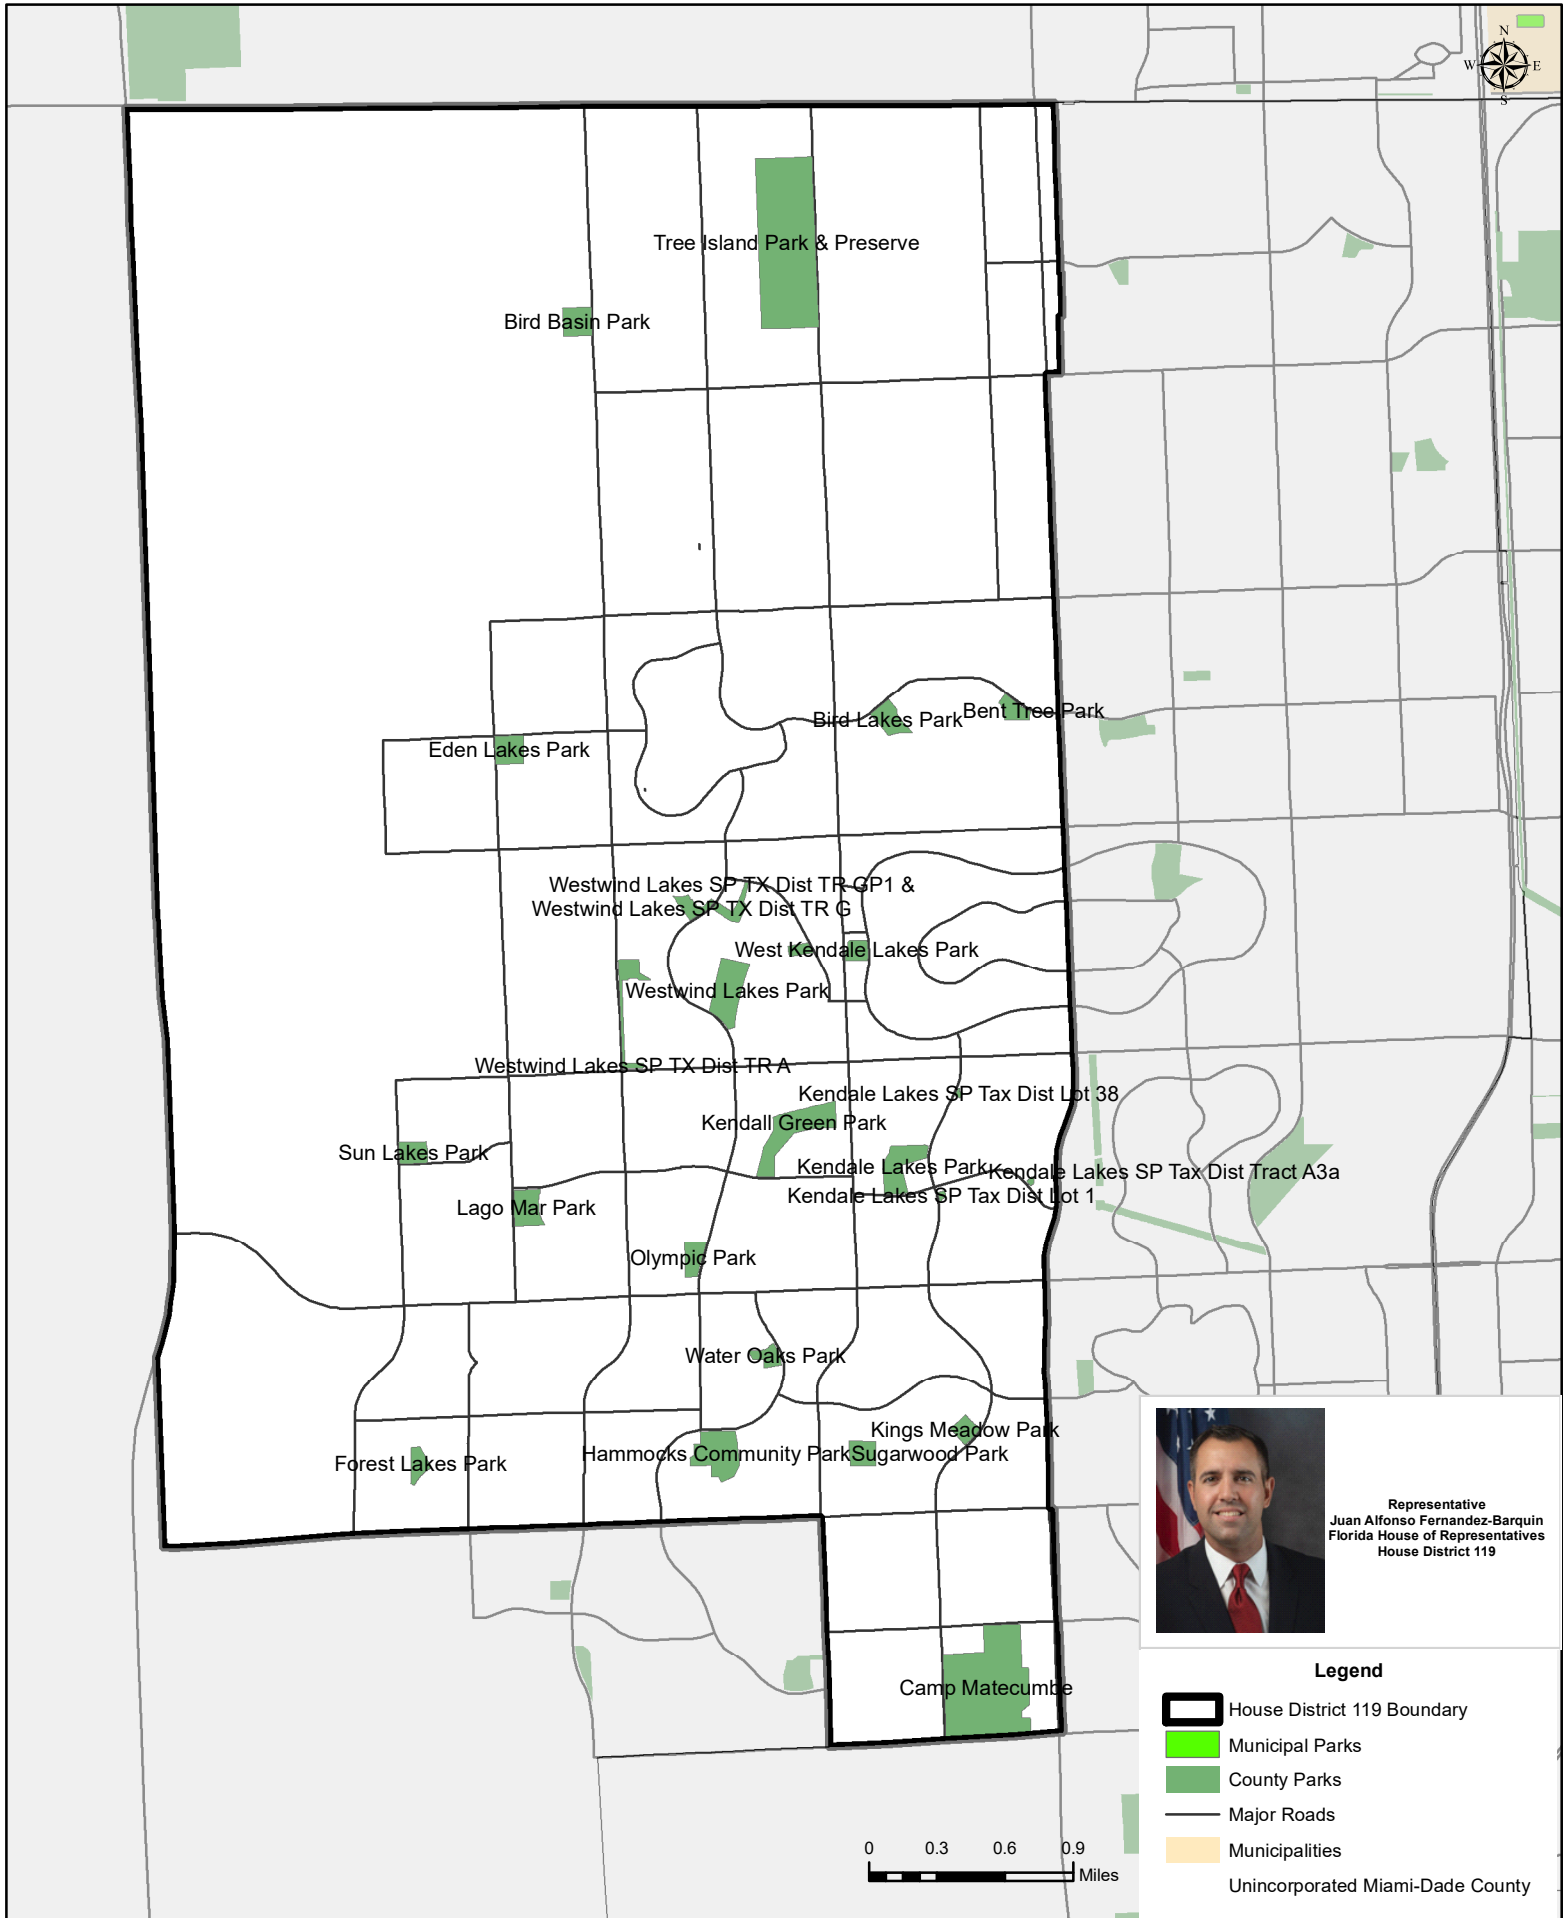 N
W
E
S
Tree Island Park & Preserve
Bird Basin Park
Bird Lakes Park
Bent Tree Park
Eden Lakes Park
Westwind Lakes SP TX Dist TR GP1 &
Westwind Lakes SP TX Dist TR G
West Kendale Lakes Park
Westwind Lakes Park
Westwind Lakes SP TX Dist TR A
Kendale Lakes SP Tax Dist Lot 38
Kendall Green Park
Sun Lakes Park
Kendale Lakes Park
Kendale Lakes SP Tax Dist Tract A3a
Kendale Lakes SP Tax Dist Lot 1
Lago Mar Park
Olympic Park
Water Oaks Park
Kings Meadow Park
Hammocks Community Park
Sugarwood Park
Forest Lakes Park
Camp Matecumbe
Representative
Juan Alfonso Fernandez-Barquin
Florida House of Representatives
House District 119
Legend
House District 119 Boundary
Municipal Parks
County Parks
Major Roads
Municipalities
Unincorporated Miami-Dade County
0 0.3 0.6 0.9
Miles